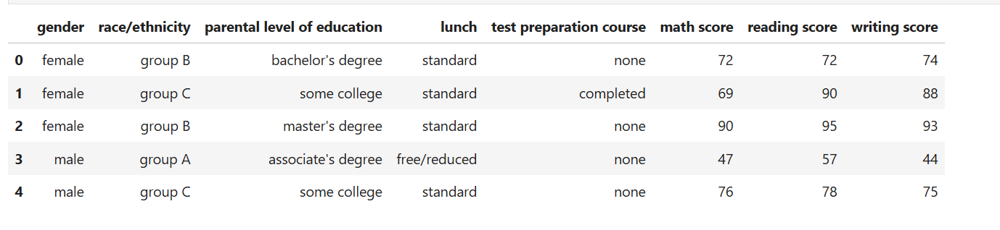 gender race/ethnicity parental level of education lunch test preparation course math score reading score writing score
0 female group B bachelor's degree standard none 72 72 74
1 female group C some college standard completed 69 90 88
2 female group B master's degree standard none 90 95 93
3 male group A associate's degree free/reduced none 47 57 44
4 male group C some college standard none 76 78 75